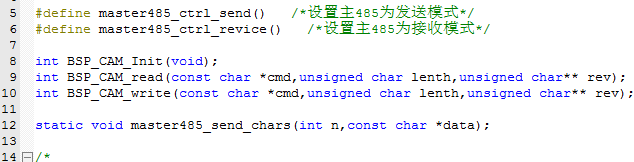 5 #define master485_ctrl_send() /*设置主485为发送模式*/
6 #define master485_ctrl_revice() /*设置主485为接收模式*/
7
8 int BSP_CAM_Init(void);
9 int BSP_CAM_read(const char *cmd,unsigned char lenth,unsigned char** rev);
10 int BSP_CAM_write(const char *cmd,unsigned char lenth,unsigned char** rev);
11
12 static void master485_send_chars(int n,const char *data);
13
14 /*